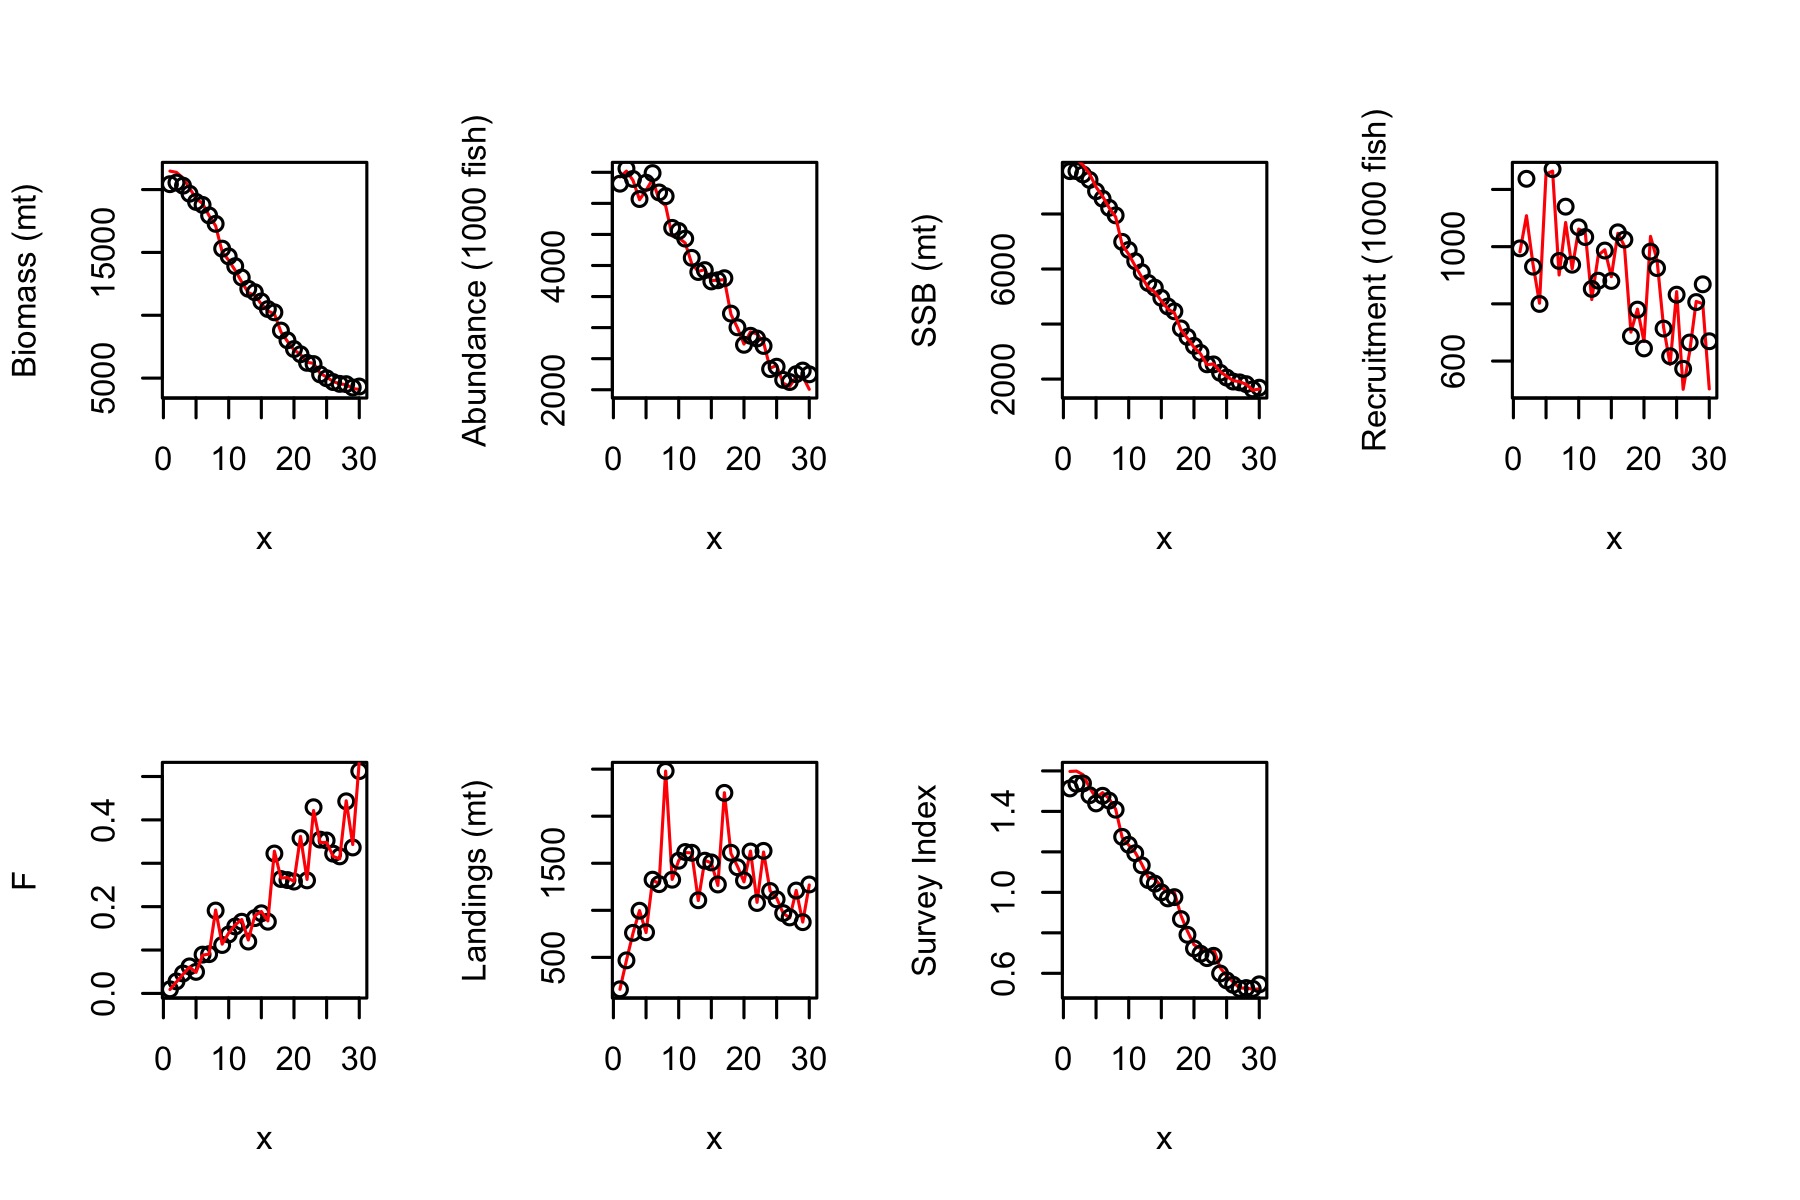 Biomass (mt)
5000 15000
0 10 20 30
x
Abundance (1000 fish)
2000 4000
0 10 20 30
x
SSB (mt)
2000 6000
0 10 20 30
x
Recruitment (1000 fish)
600 1000
0 10 20 30
x
F
0.0 0.2 0.4
0 10 20 30
x
Landings (mt)
500 1500
0 10 20 30
x
Survey Index
0.6 1.0 1.4
0 10 20 30
x